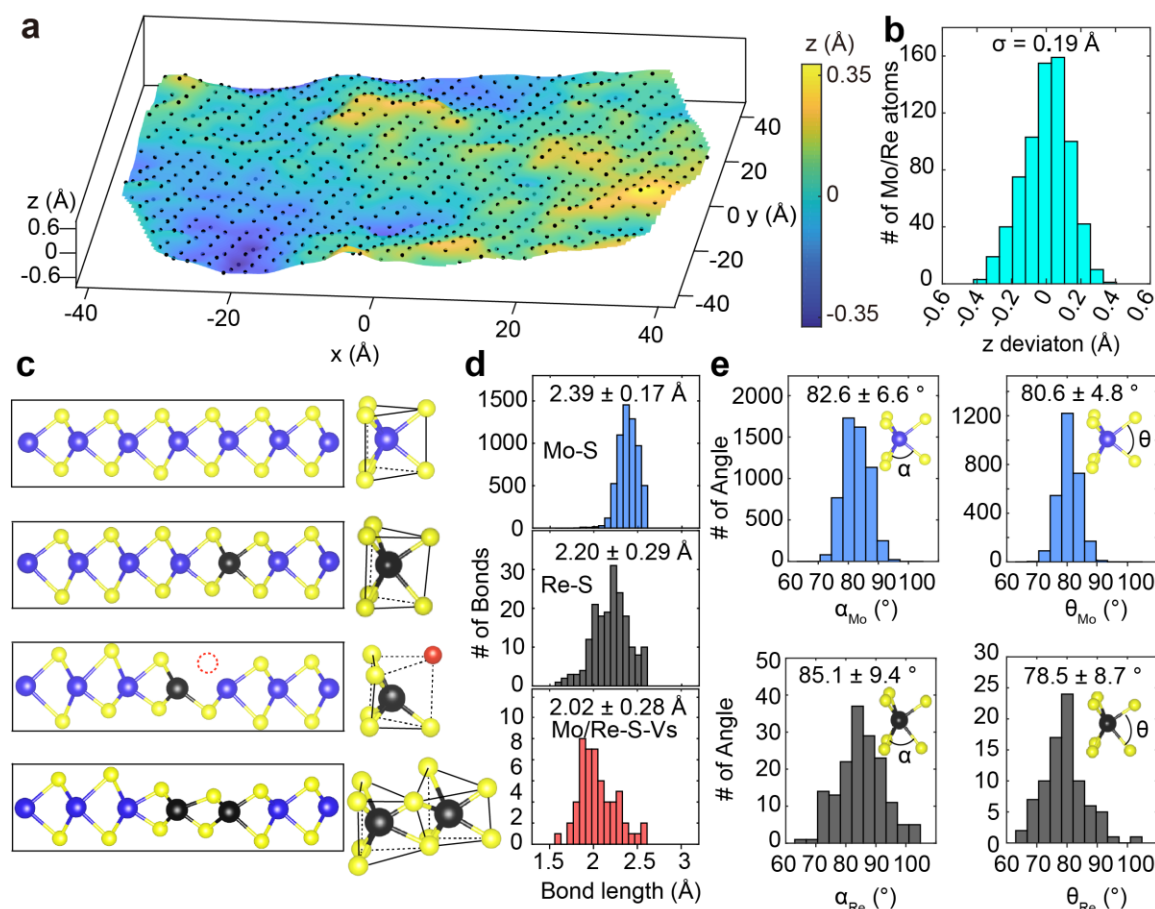 a
z (Å)
0.35
0
-0.35
40
20
0 y (Å)
-20
-40
z (Å)
0.6
0
-0.6
-40
-20
0
20
40
x (Å)
b
σ = 0.19 Å
# of Mo/Re atoms
160
120
80
40
0
-0.6
-0.4
-0.2
0
0.2
0.4
0.6
z deviaton (Å)
c
d
2.39 ± 0.17 Å
Mo-S
1500
1000
500
0
2.20 ± 0.29 Å
Re-S
30
20
10
0
2.02 ± 0.28 Å
Mo/Re-S-Vs
10
8
6
4
2
0
# of Bonds
1.5 2 2.5 3
Bond length (Å)
e
82.6 ± 6.6 °
α
2000
1500
1000
500
0
# of Angle
60 70 80 90 100
αMo (°)
80.6 ± 4.8 °
θ
1200
800
400
0
60 70 80 90 100
θMo (°)
85.1 ± 9.4 °
α
50
40
30
20
10
0
# of Angle
60 70 80 90 100
αRe (°)
78.5 ± 8.7 °
θ
30
25
20
15
10
5
0
60 70 80 90 100
θRe (°)